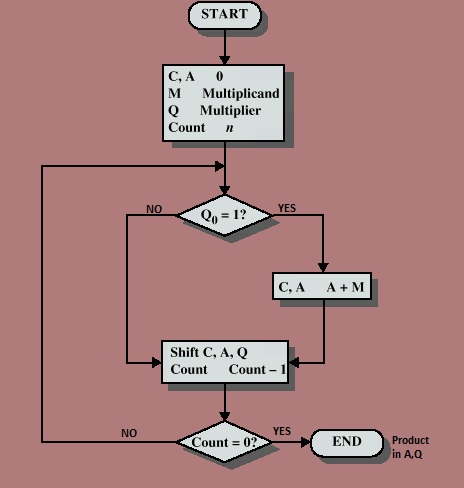 START
C, A 0
M Multiplicand
Q Multiplier
Count n
Q0 = 1?
NO
YES
C, A A + M
Shift C, A, Q
Count Count – 1
Count = 0?
NO
YES
END
Product
in A,Q